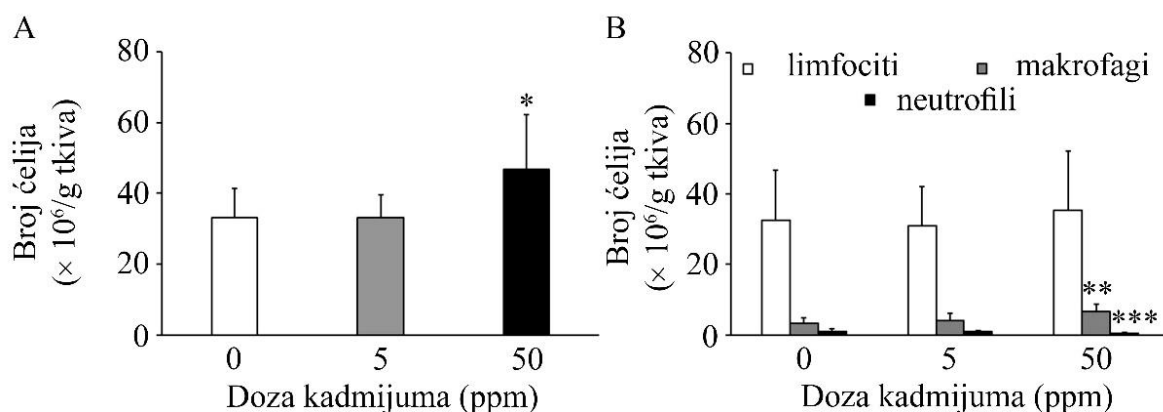 A
Broj ćelija
(× 10⁶/g tkiva)
80
60
40
20
0
*
0 5 50
Doza kadmijuma (ppm)
B
Broj ćelija
(× 10⁶/g tkiva)
80
60
40
20
0
limfociti makrofagi
neutrofili
**
***
0 5 50
Doza kadmijuma (ppm)